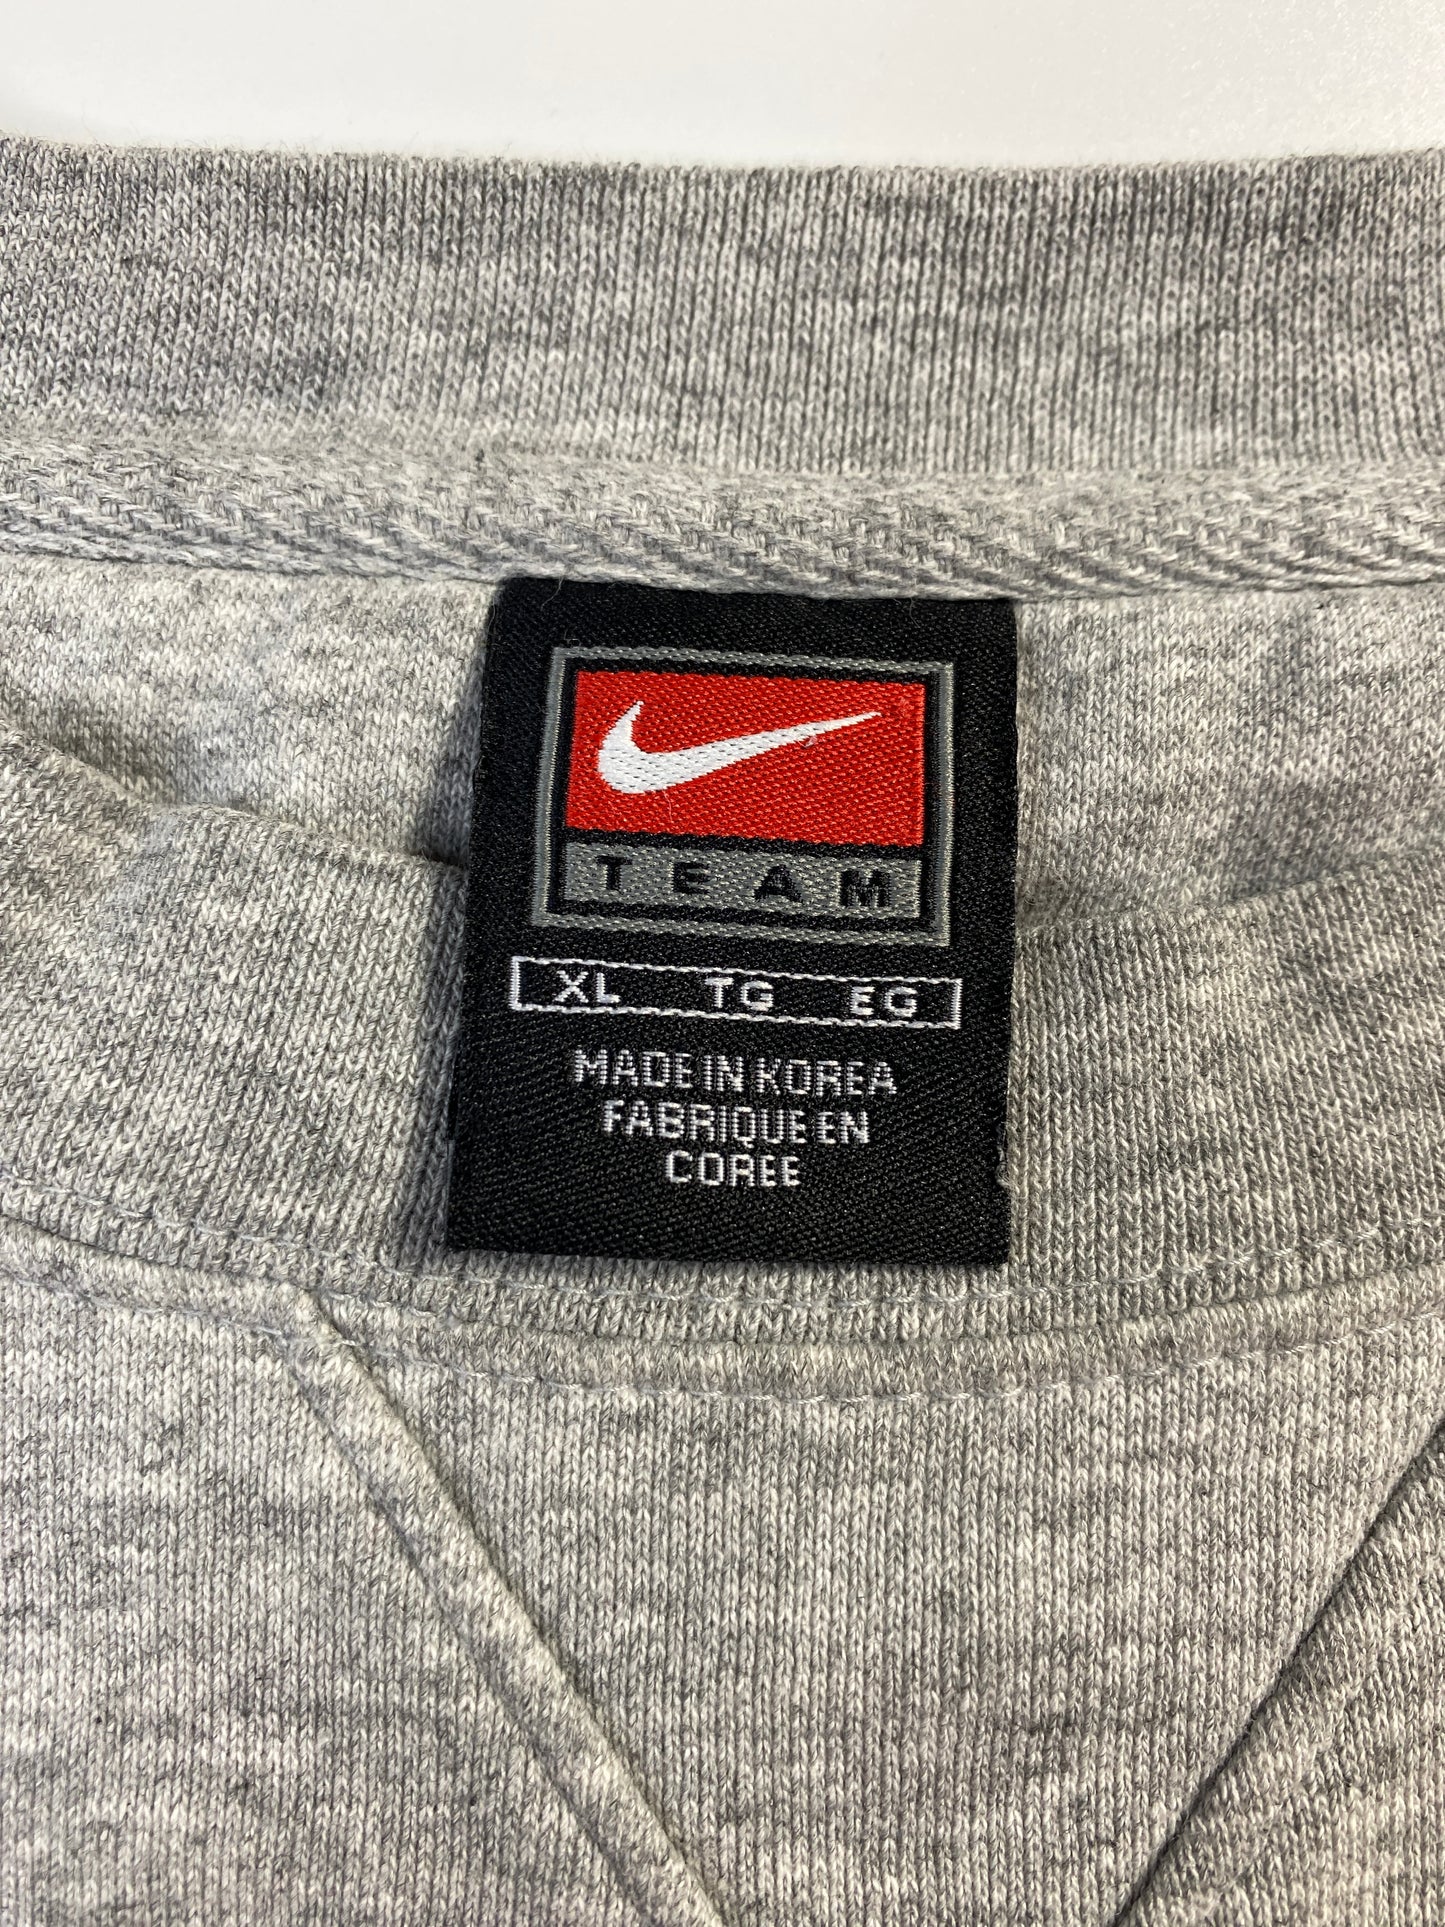 TEAM
XL TG EG
MADE IN KOREA
FABRIQUE EN
COREE